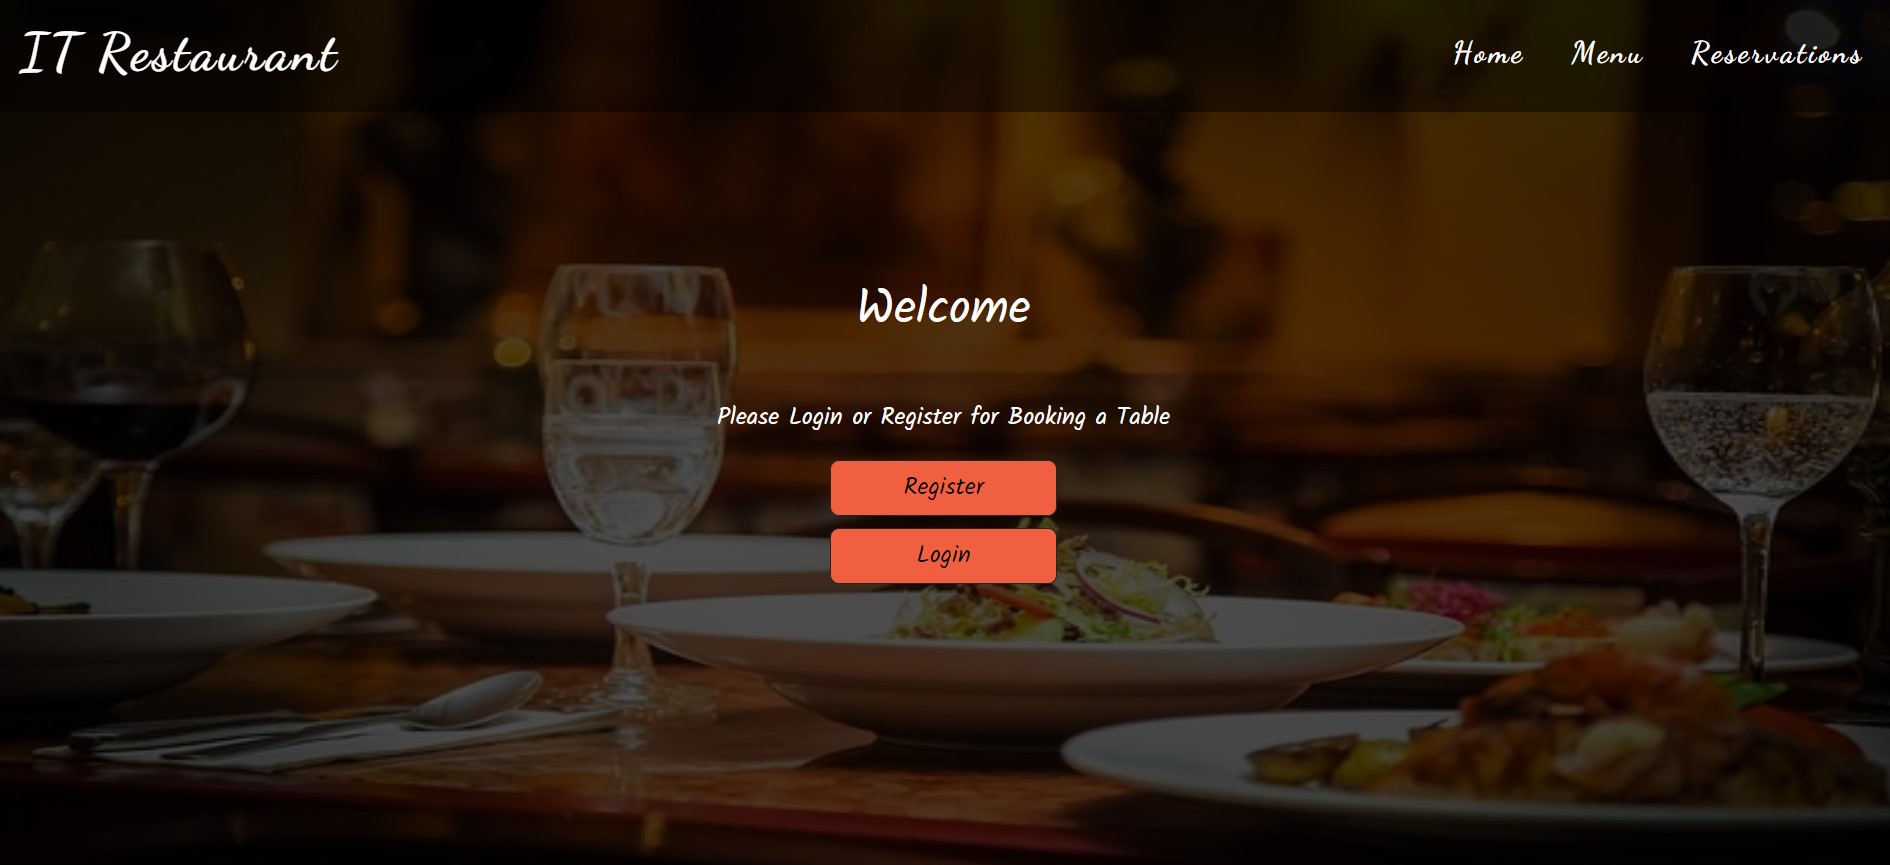 IT Restaurant
Home Menu Reservations
Welcome
Please Login or Register for Booking a Table
Register
Login